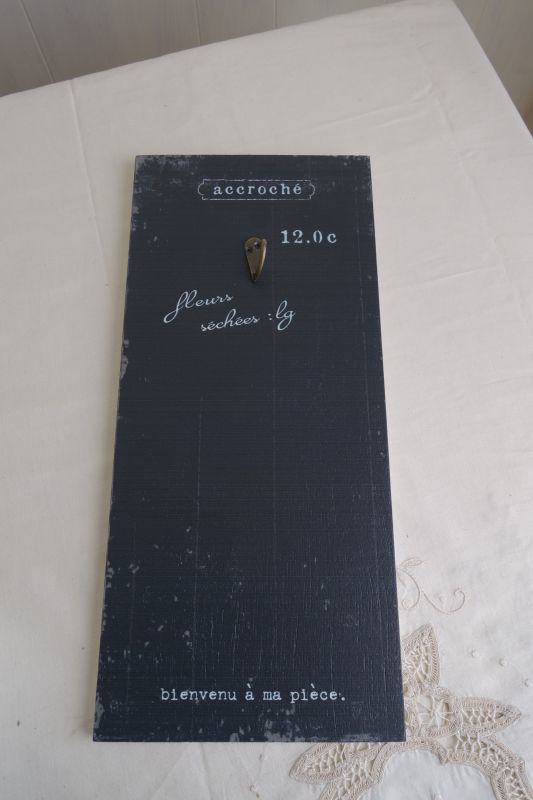 accroché
12.0c
fleurs
séchées :lg
bienvenu à ma pièce.